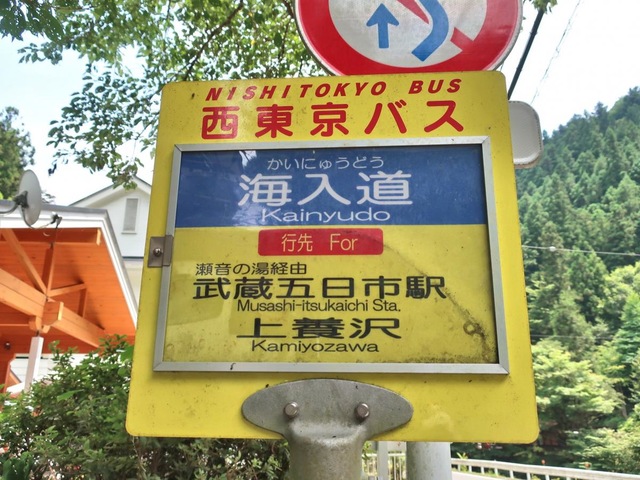 NISHITOKYO BUS
西東京バス
かいにゅうどう
海入道
Kainyudo
行先 For
瀬音の湯経由
武蔵五日市駅
Musashi-itsukaichi Sta.
上養沢
Kamiyozawa